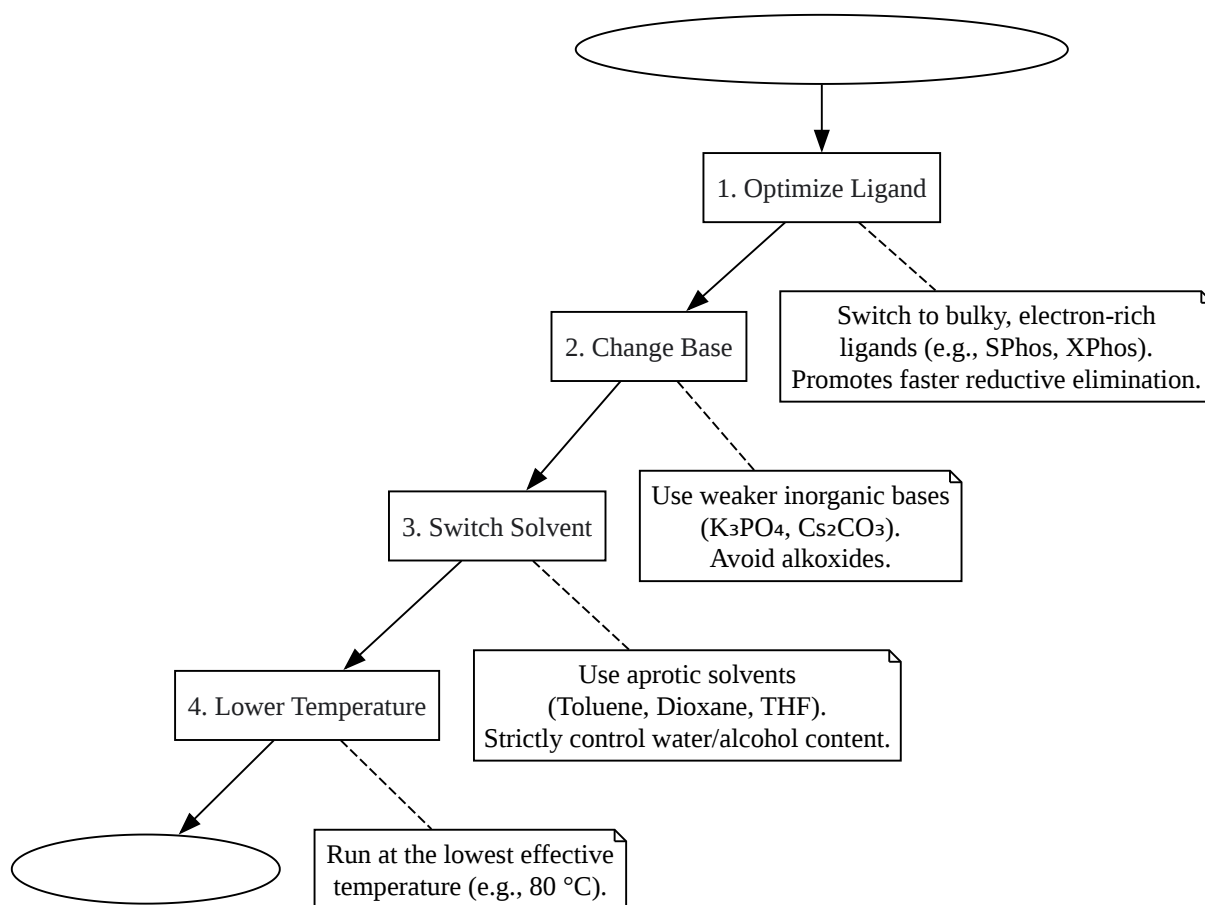 1. Optimize Ligand
Switch to bulky, electron-rich
ligands (e.g., SPhos, XPhos).
Promotes faster reductive elimination.
2. Change Base
Use weaker inorganic bases
(K₃PO₄, Cs₂CO₃).
Avoid alkoxides.
3. Switch Solvent
Use aprotic solvents
(Toluene, Dioxane, THF).
Strictly control water/alcohol content.
4. Lower Temperature
Run at the lowest effective
temperature (e.g., 80 °C).